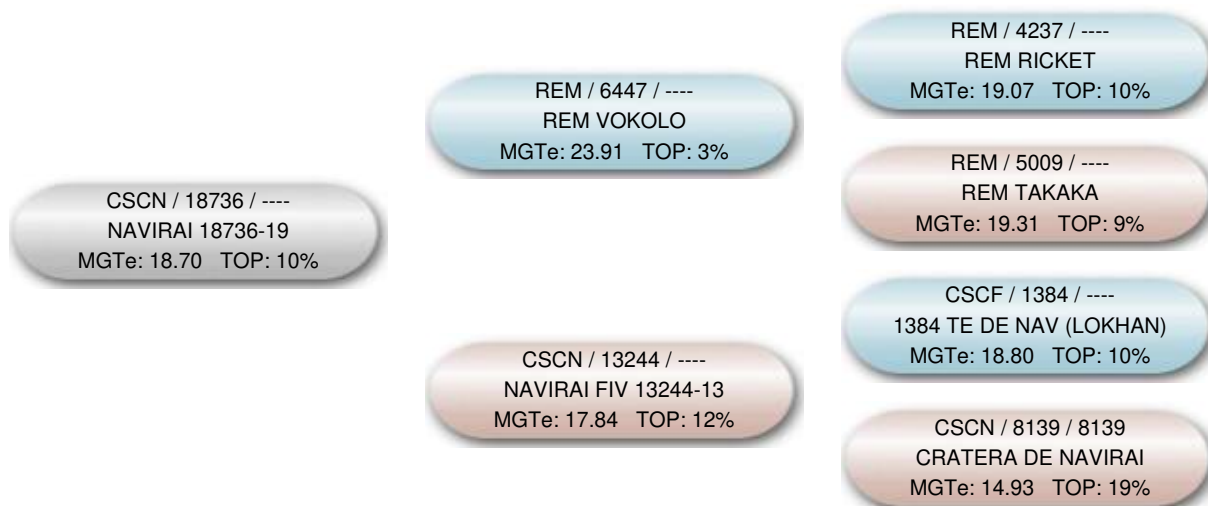 CSCN / 18736 / ----
NAVIRAI 18736-19
MGTe: 18.70 TOP: 10%
REM / 6447 / ----
REM VOKOLO
MGTe: 23.91 TOP: 3%
CSCN / 13244 / ----
NAVIRAI FIV 13244-13
MGTe: 17.84 TOP: 12%
REM / 4237 / ----
REM RICKET
MGTe: 19.07 TOP: 10%
REM / 5009 / ----
REM TAKAKA
MGTe: 19.31 TOP: 9%
CSCF / 1384 / ----
1384 TE DE NAV (LOKHAN)
MGTe: 18.80 TOP: 10%
CSCN / 8139 / 8139
CRATERA DE NAVIRAI
MGTe: 14.93 TOP: 19%